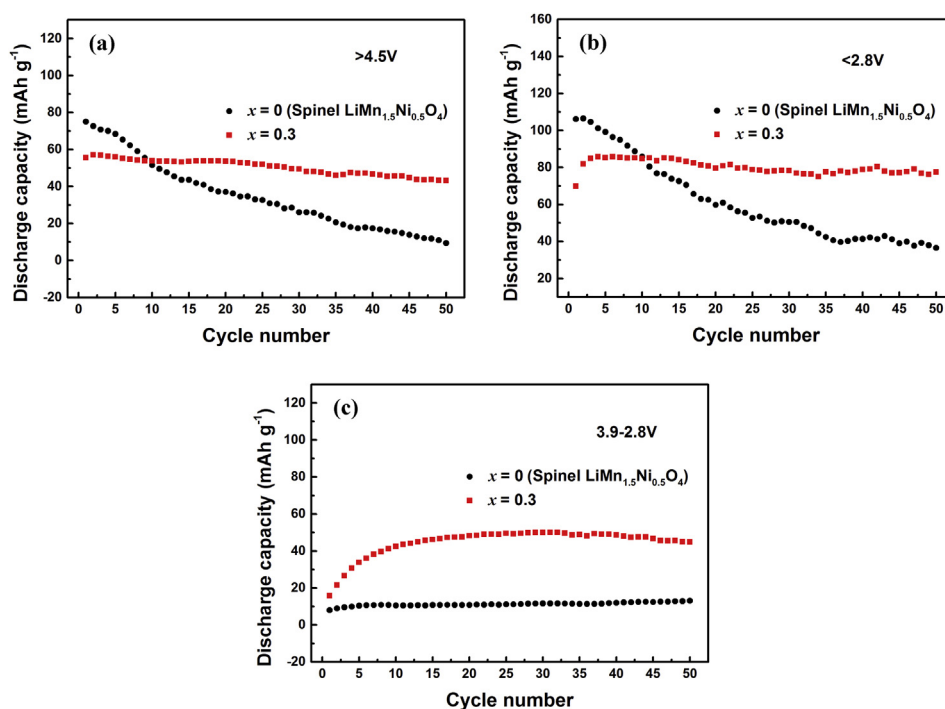 (a)
>4.5V
x = 0 (Spinel LiMn1.5Ni0.5O4)
x = 0.3
Discharge capacity (mAh g-1)
120
100
80
60
40
20
0
-20
0 5 10 15 20 25 30 35 40 45 50
Cycle number
(b)
<2.8V
x = 0 (Spinel LiMn1.5Ni0.5O4)
x = 0.3
Discharge capacity (mAh g-1)
160
140
120
100
80
60
40
20
0 5 10 15 20 25 30 35 40 45 50
Cycle number
(c)
3.9-2.8V
x = 0 (Spinel LiMn1.5Ni0.5O4)
x = 0.3
Discharge capacity (mAh g-1)
120
100
80
60
40
20
0
-20
0 5 10 15 20 25 30 35 40 45 50
Cycle number